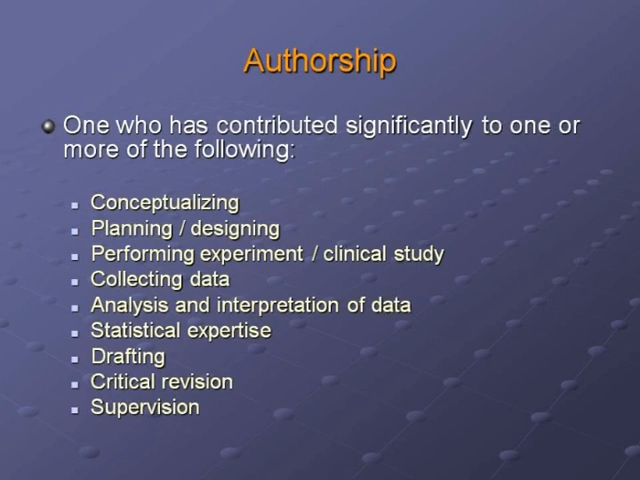 Authorship
One who has contributed significantly to one or
more of the following:
Conceptualizing
Planning / designing
Performing experiment / clinical study
Collecting data
Analysis and interpretation of data
Statistical expertise
Drafting
Critical revision
Supervision